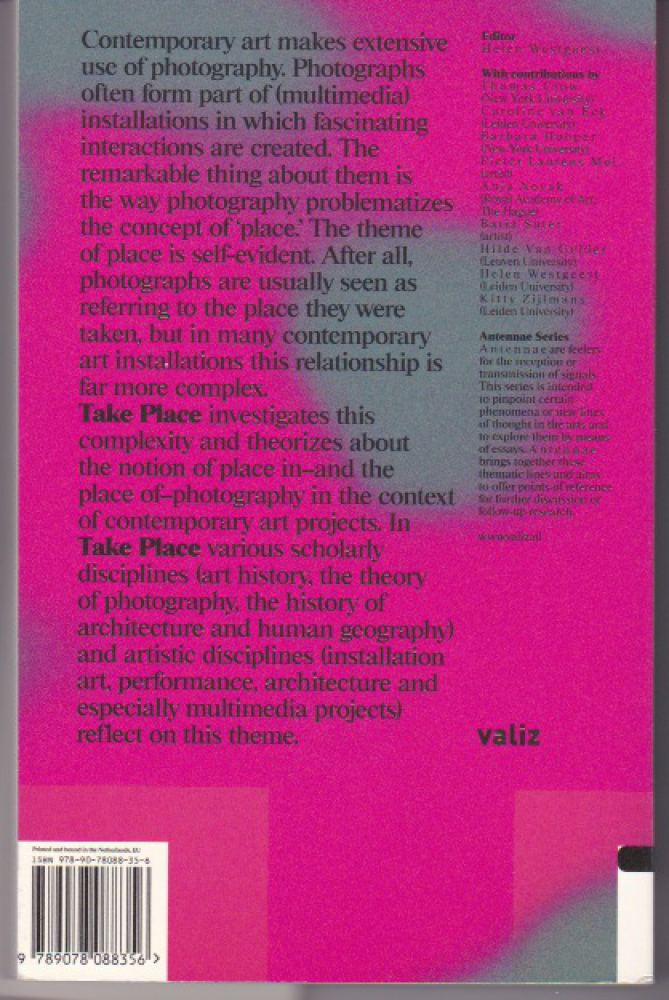 Contemporary art makes extensive
use of photography. Photographs
often form part of (multimedia)
installations in which fascinating
interactions are created. The
remarkable thing about them is
the way photography problematizes
the concept of 'place.' The theme
of place is self-evident. After all,
photographs are usually seen as
referring to the place they were
taken, but in many contemporary
art installations this relationship is
far more complex.
Take Place investigates this
complexity and theorizes about
the notion of place in–and the
place of–photography in the context
of contemporary art projects. In
Take Place various scholarly
disciplines (art history, the theory
of photography, the history of
architecture and human geography)
and artistic disciplines (installation
art, performance, architecture and
especially multimedia projects)
reflect on this theme.
Editor
Helen Westgeest
With contributions by
Thomas Crow
(New York University)
Caroline van Eck
(Leiden University)
Barbara Hooper
(New York University)
Pieter Laurens Mol
(artist)
Anja Novak
(Royal Academy of Art,
The Hague)
Batia Suter
(artist)
Hilde Van Gelder
(Leuven University)
Helen Westgeest
(Leiden University)
Kitty Zijlmans
(Leiden University)
Antennae Series
Antennae are feelers
for the reception or
transmission of signals.
This series is intended
to pinpoint certain
phenomena or new lines
of thought in the arts and
to explore them by means
of essays. Antennae
brings together these
thematic lines and aims
to offer points of reference
for further discussion or
follow-up research.
www.valiz.nl
valiz
Printed and bound in the Netherlands, EU
ISBN 978-90-78088-35-6
9 789078 088356 >